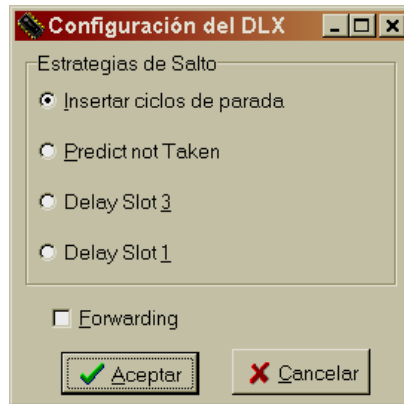 Configuración del DLX
Estrategias de Salto
Insertar ciclos de parada
Predict not Taken
Delay Slot 3
Delay Slot 1
Forwarding
Aceptar
Cancelar